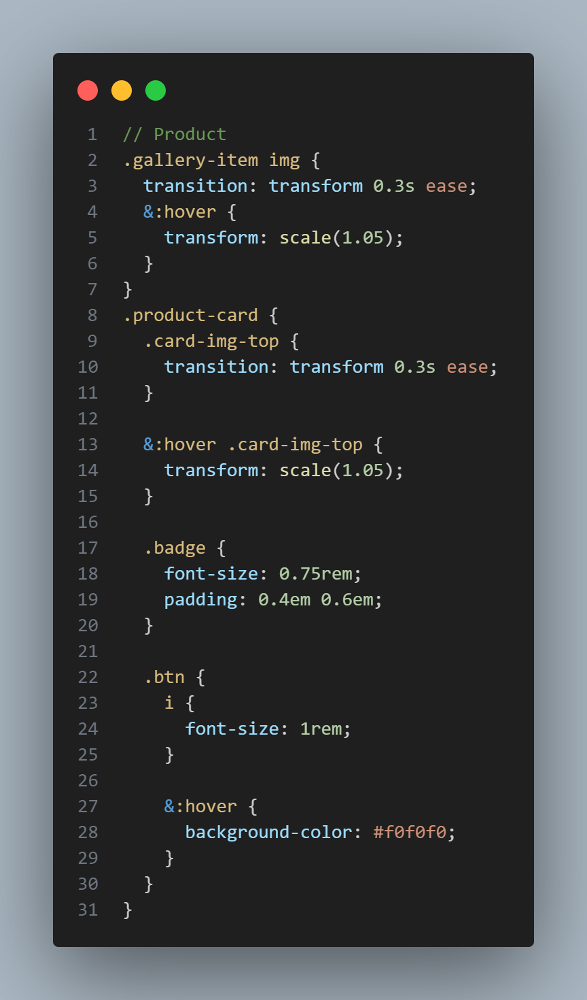 1 // Product
2 .gallery-item img {
3   transition: transform 0.3s ease;
4   &:hover {
5     transform: scale(1.05);
6   }
7 }
8 .product-card {
9   .card-img-top {
10     transition: transform 0.3s ease;
11   }
12
13   &:hover .card-img-top {
14     transform: scale(1.05);
15   }
16
17   .badge {
18     font-size: 0.75rem;
19     padding: 0.4em 0.6em;
20   }
21
22   .btn {
23     i {
24       font-size: 1rem;
25     }
26
27     &:hover {
28       background-color: #f0f0f0;
29     }
30   }
31 }